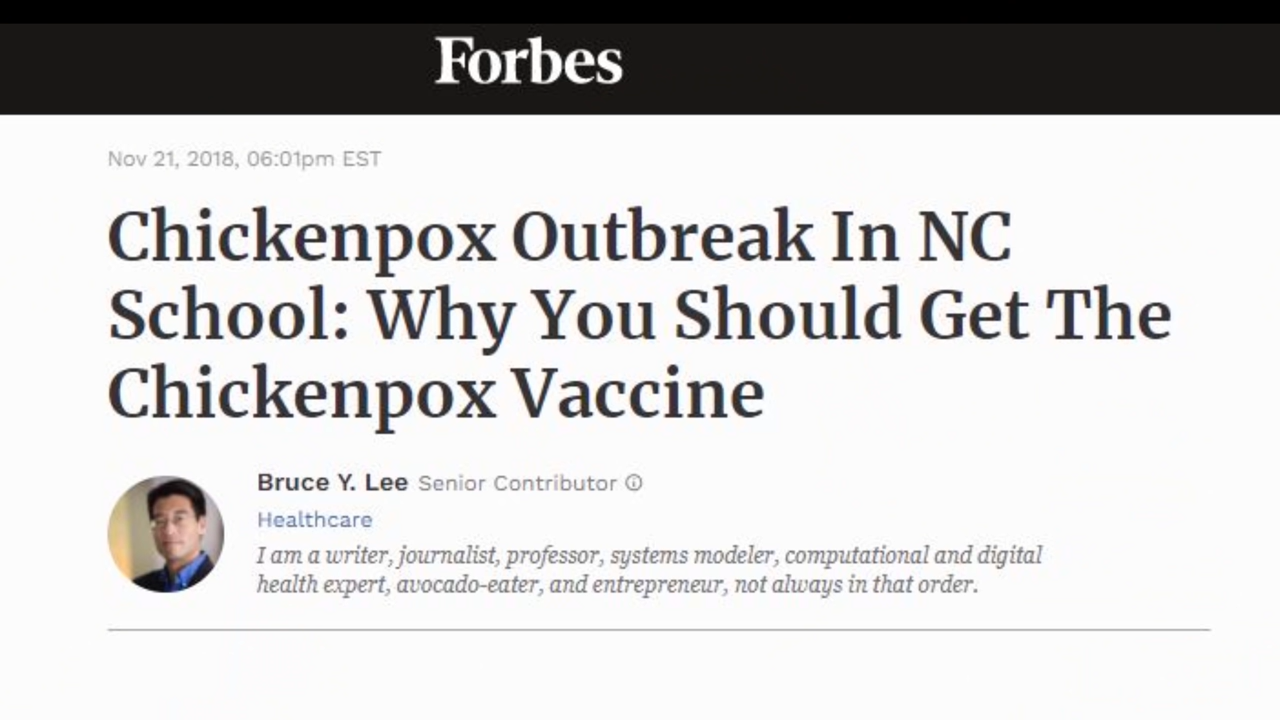 Forbes
Nov 21, 2018, 06:01pm EST
Chickenpox Outbreak In NC
School: Why You Should Get The
Chickenpox Vaccine
Bruce Y. Lee Senior Contributor
Healthcare
I am a writer, journalist, professor, systems modeler, computational and digital
health expert, avocado-eater, and entrepreneur, not always in that order.